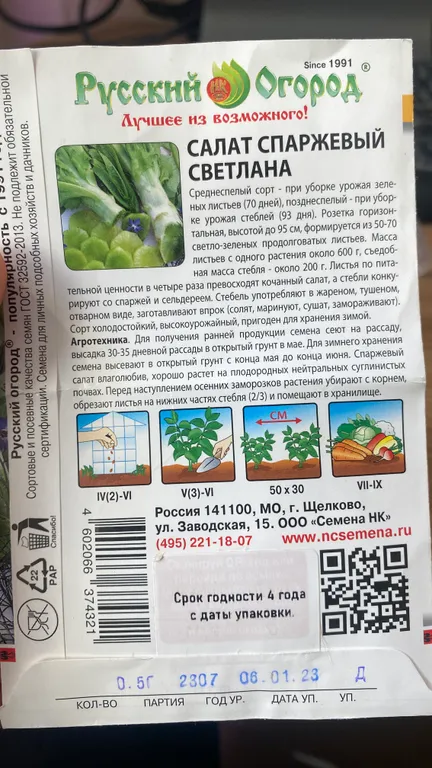 Since 1991
Русский НК Огород®
Лучшее из возможного!
САЛАТ СПАРЖЕВЫЙ
СВЕТЛАНА
Среднеспелый сорт - при уборке урожая зеле-
ных листьев (70 дней), позднеспелый - при убор-
ке урожая стеблей (93 дня). Розетка горизон-
тальная, высотой до 95 см, формируется из 50-70
светло-зеленых продолговатых листьев. Масса
листьев с одного растения около 600 г, съедоб-
ная масса стебля - около 200 г. Листья по пита-
тельной ценности в четыре раза превосходят кочанный салат, а стебли конку-
рируют со спаржей и сельдереем. Стебель употребляют в жареном, тушеном,
отварном виде, заготавливают впрок (солят, маринуют, сушат, замораживают).
Сорт холодостойкий, высокоурожайный, пригоден для хранения зимой.
Агротехника. Для получения ранней продукции семена сеют на рассаду,
высадка 30-35 дневной рассады в открытый грунт в мае. Для зимнего хранения
семена высевают в открытый грунт с конца мая до конца июня. Спаржевый
салат влаголюбив, хорошо растет на плодородных нейтральных суглинистых
почвах. Перед наступлением осенних заморозков растения убирают с корнем,
обрезают листья на нижних частях стебля (2/3) и помещают в хранилище.
СМ
IV(2)-VI
V(3)-VI
50 x 30
VII-IX
Россия 141100, МО, г. Щелково,
ул. Заводская, 15. ООО «Семена НК»
(495) 221-18-07 www.ncsemena.ru
4 602066 374321
Срок годности 4 года
с даты упаковки.
0.5Г 2307 06.01.23 Д
КОЛ-ВО ПАРТИЯ ГОД УР. ДАТА УП. УП.
Русский огород® - популярность с 199
Сортовые и посевные качества семян ГОСТ 32592-2013. Не подлежит обязательной
сертификации. Семена для личных подсобных хозяйств и дачников.
Спасибо!
22
PAP